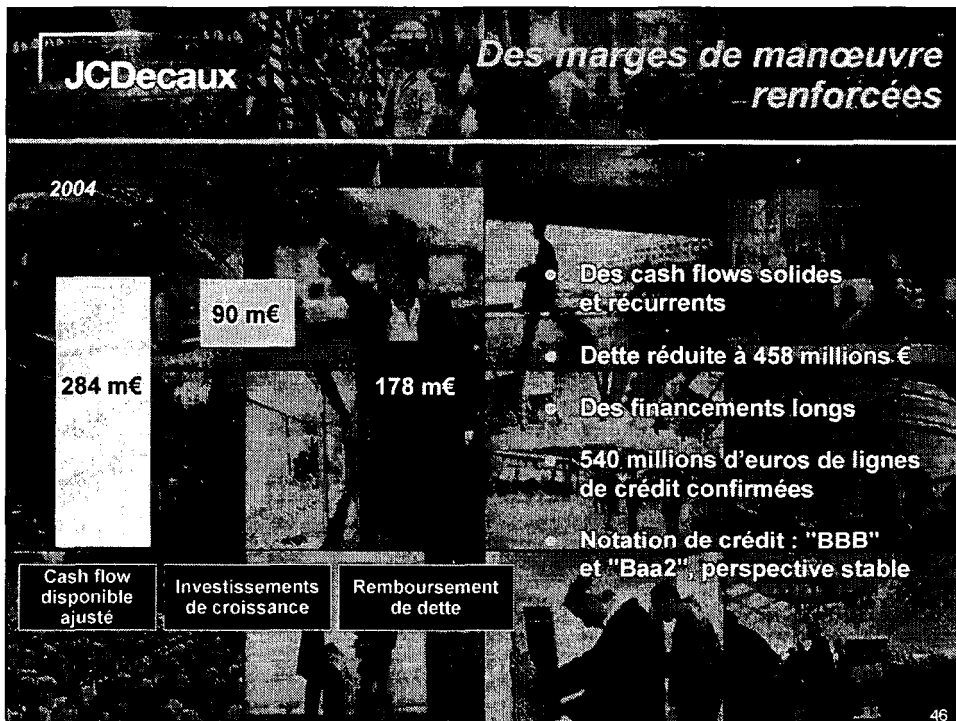 JCDecaux
Des marges de manœuvre
renforcées
2004
284 m€
90 m€
178 m€
Cash flow
disponible
ajusté
Investissements
de croissance
Remboursement
de dette
Des cash flows solides
et récurrents
Dette réduite à 458 millions €
Des financements longs
540 millions d'euros de lignes
de crédit confirmées
Notation de crédit : "BBB"
et "Baa2", perspective stable
46